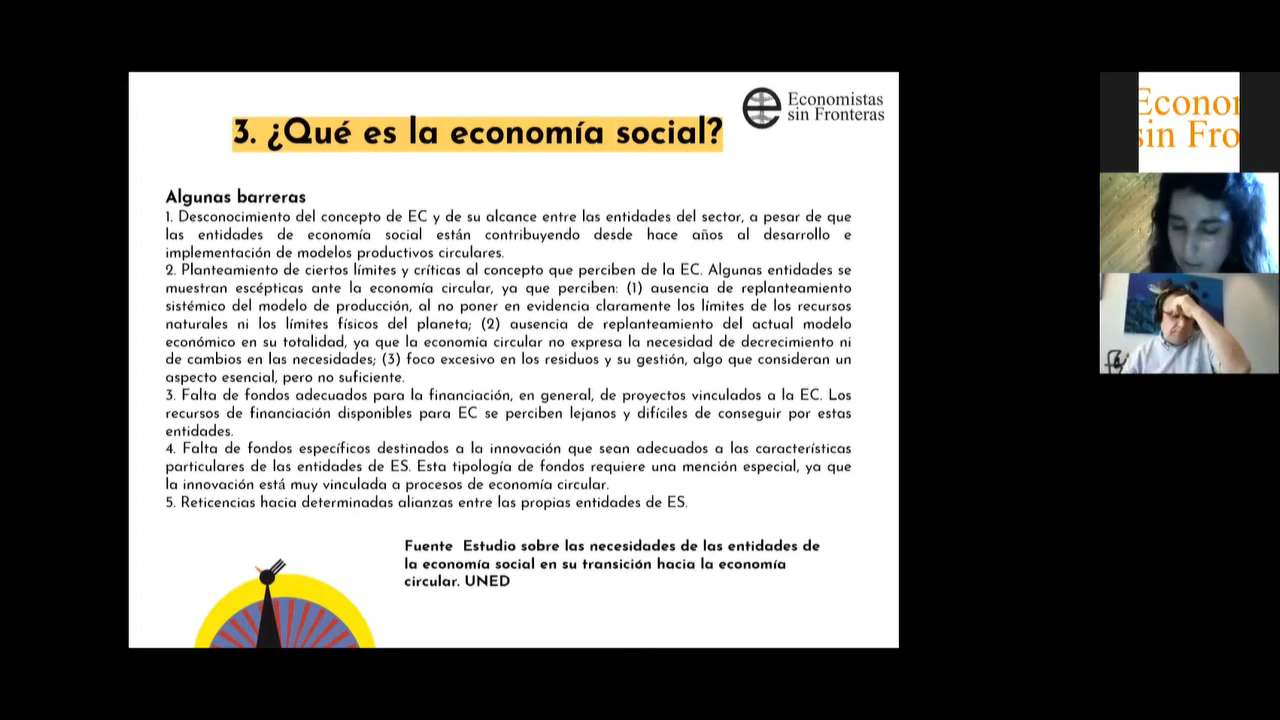 Economistas
sin Fronteras
3. ¿Qué es la economía social?
Algunas barreras
1. Desconocimiento del concepto de EC y de su alcance entre las entidades del sector, a pesar de que
las entidades de economía social están contribuyendo desde hace años al desarrollo e
implementación de modelos productivos circulares.
2. Planteamiento de ciertos límites y críticas al concepto que perciben de la EC. Algunas entidades se
muestran escépticas ante la economía circular, ya que perciben: (1) ausencia de replanteamiento
sistémico del modelo de producción, al no poner en evidencia claramente los límites de los recursos
naturales ni los límites físicos del planeta; (2) ausencia de replanteamiento del actual modelo
económico en su totalidad, ya que la economía circular no expresa la necesidad de decrecimiento ni
de cambios en las necesidades; (3) foco excesivo en los residuos y su gestión, algo que consideran un
aspecto esencial, pero no suficiente.
3. Falta de fondos adecuados para la financiación, en general, de proyectos vinculados a la EC. Los
recursos de financiación disponibles para EC se perciben lejanos y difíciles de conseguir por estas
entidades.
4. Falta de fondos específicos destinados a la innovación que sean adecuados a las características
particulares de las entidades de ES. Esta tipología de fondos requiere una mención especial, ya que
la innovación está muy vinculada a procesos de economía circular.
5. Reticencias hacia determinadas alianzas entre las propias entidades de ES.
Fuente Estudio sobre las necesidades de las entidades de
la economía social en su transición hacia la economía
circular. UNED
Econor
sin Fro